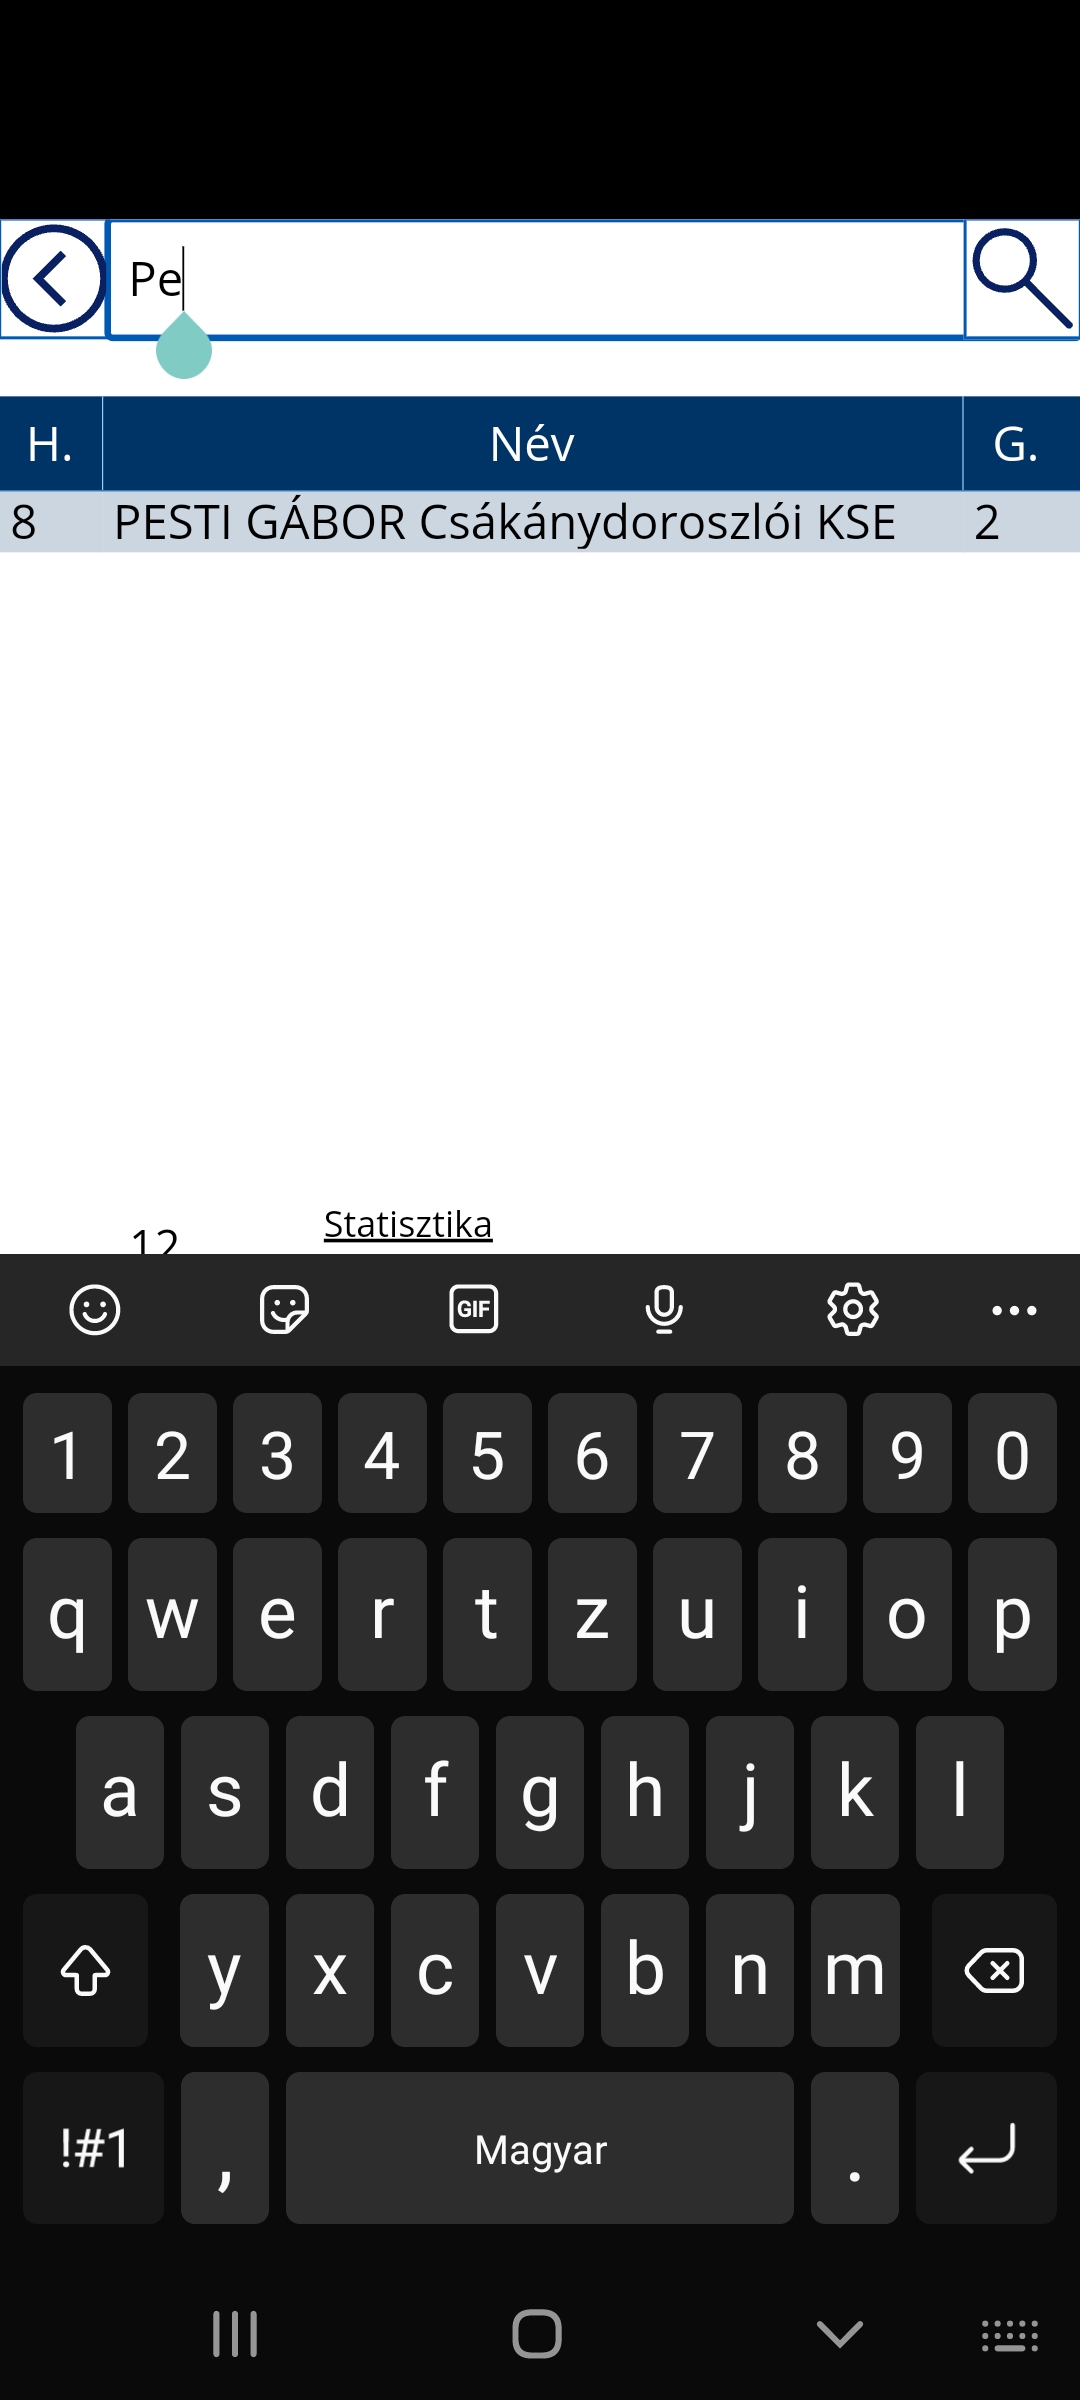 Pe
H. Név G.
8 PESTI GÁBOR Csákánydoroszlói KSE 2
Statisztika
12
GIF
1 2 3 4 5 6 7 8 9 0
q w e r t z u i o p
a s d f g h j k l
y x c v b n m
!#1 , Magyar .